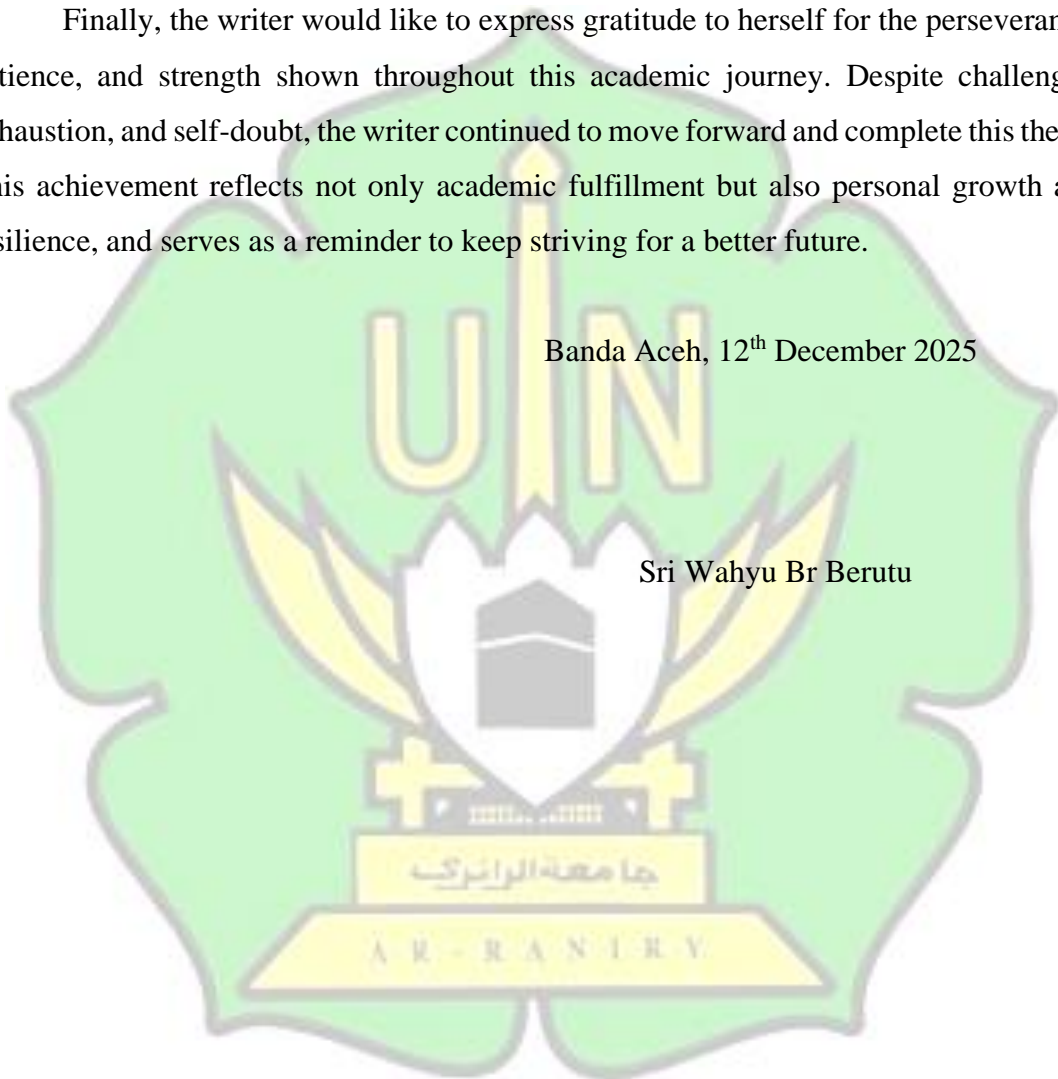 Finally, the writer would like to express gratitude to herself for the perseveran
tience, and strength shown throughout this academic journey. Despite challeng
haustion, and self-doubt, the writer continued to move forward and complete this the
his achievement reflects not only academic fulfillment but also personal growth a
silience, and serves as a reminder to keep striving for a better future.
Banda Aceh, 12th December 2025
UIN
Sri Wahyu Br Berutu
جامعة الرانري
AR-RANIRY